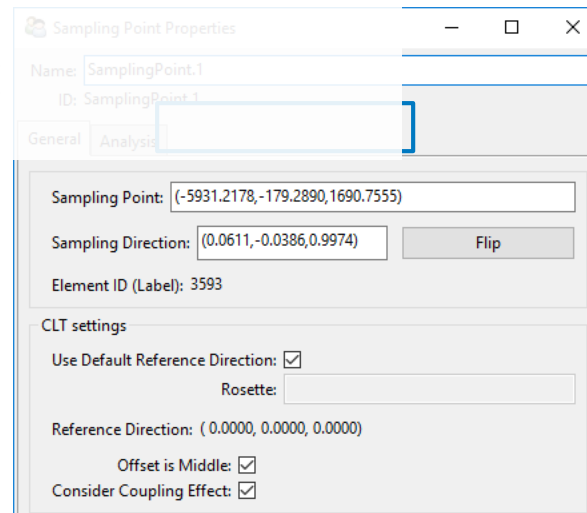 Sampling Point Properties
Name: SamplingPoint.1
ID: SamplingPoint.1
General Analysis
Sampling Point: (-5931.2178,-179.2890,1690.7555)
Sampling Direction: (0.0611,-0.0386,0.9974) Flip
Element ID (Label): 3593
CLT settings
Use Default Reference Direction:
Rosette:
Reference Direction: ( 0.0000, 0.0000, 0.0000)
Offset is Middle:
Consider Coupling Effect: